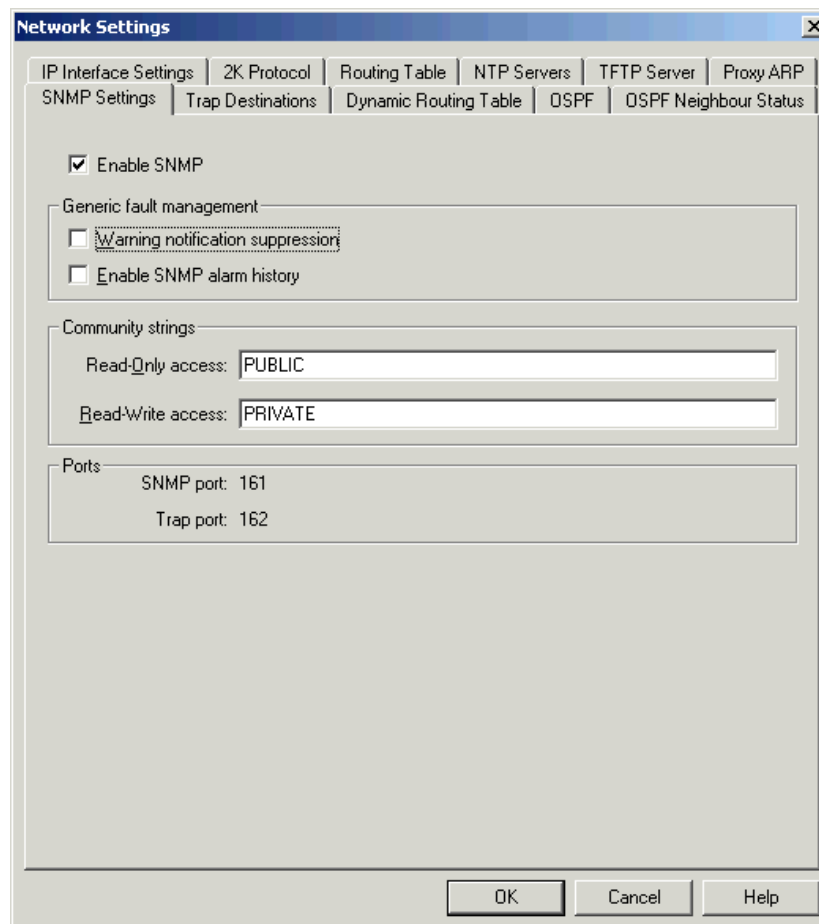 Network Settings
IP Interface Settings 2K Protocol Routing Table NTP Servers TFTP Server Proxy ARP
SNMP Settings Trap Destinations Dynamic Routing Table OSPF OSPF Neighbour Status
Enable SNMP
Generic fault management
Warning notification suppression
Enable SNMP alarm history
Community strings
Read-Only access: PUBLIC
Read-Write access: PRIVATE
Ports
SNMP port: 161
Trap port: 162
OK Cancel Help